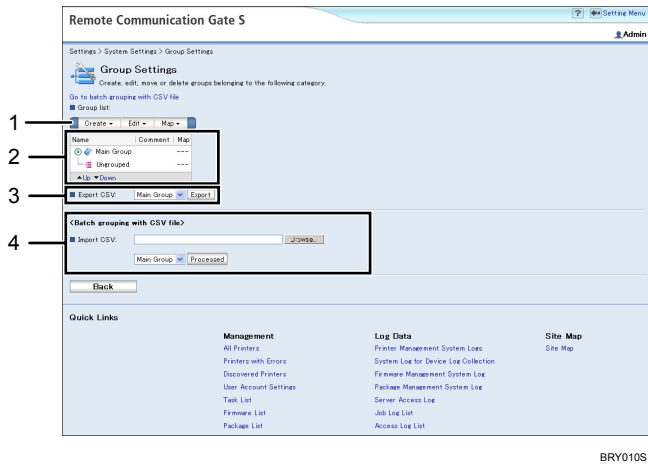 Remote Communication Gate S
? Setting Menu
Admin
Settings > System Settings > Group Settings
Group Settings
Create, edit, move or delete groups belonging to the following category.
Go to batch grouping with CSV file
Group list:
1
Create Edit Map
2
Name Comment Map
Main Group ---
Ungrouped ---
Up Down
3
Export CSV: Main Group Export
<Batch grouping with CSV file>
4
Import CSV: Browse...
Main Group Processed
Back
Quick Links
Management Log Data Site Map
All Printers Printer Management System Logs Site Map
Printers with Errors System Log for Device Log Collection
Discovered Printers Firmware Management System Log
User Account Settings Package Management System Log
Task List Server Access Log
Firmware List Job Log List
Package List Access Log List
BRY010S